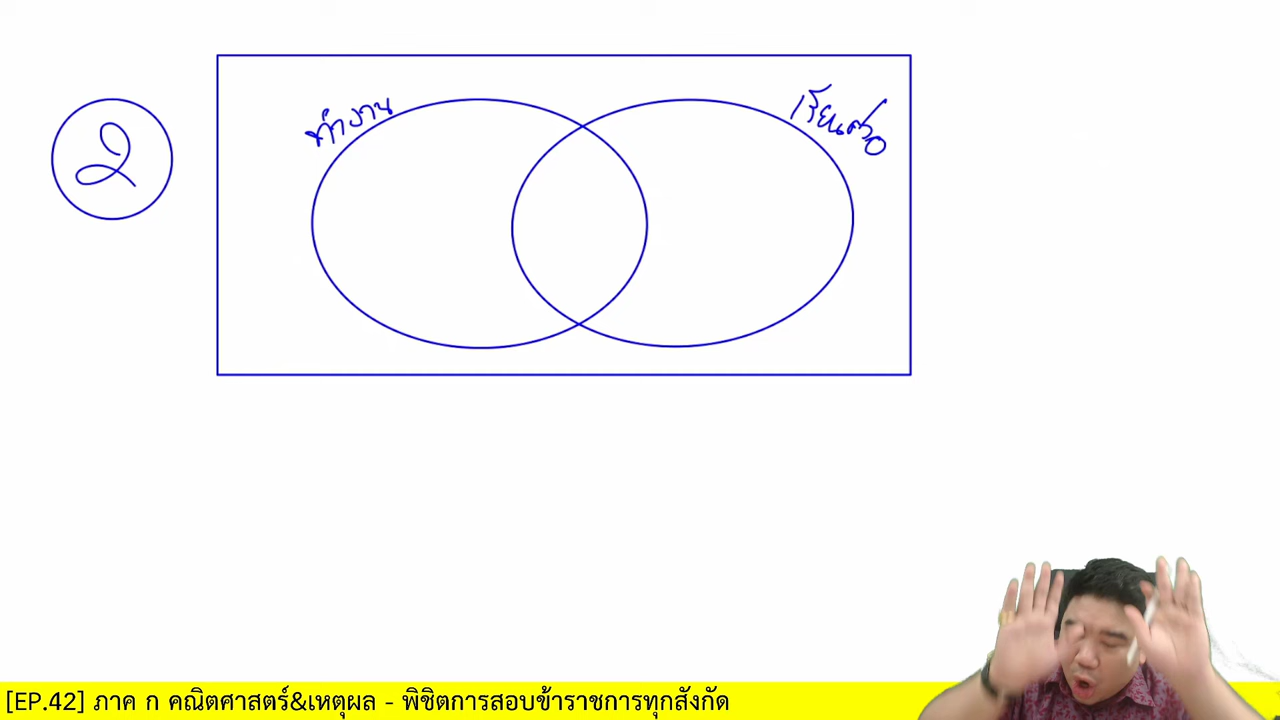 2
ทำงาน
เรียนต่อ
[EP.42] ภาค ก คณิตศาสตร์&เหตุผล - พิชิตการสอบข้าราชการทุกสังกัด